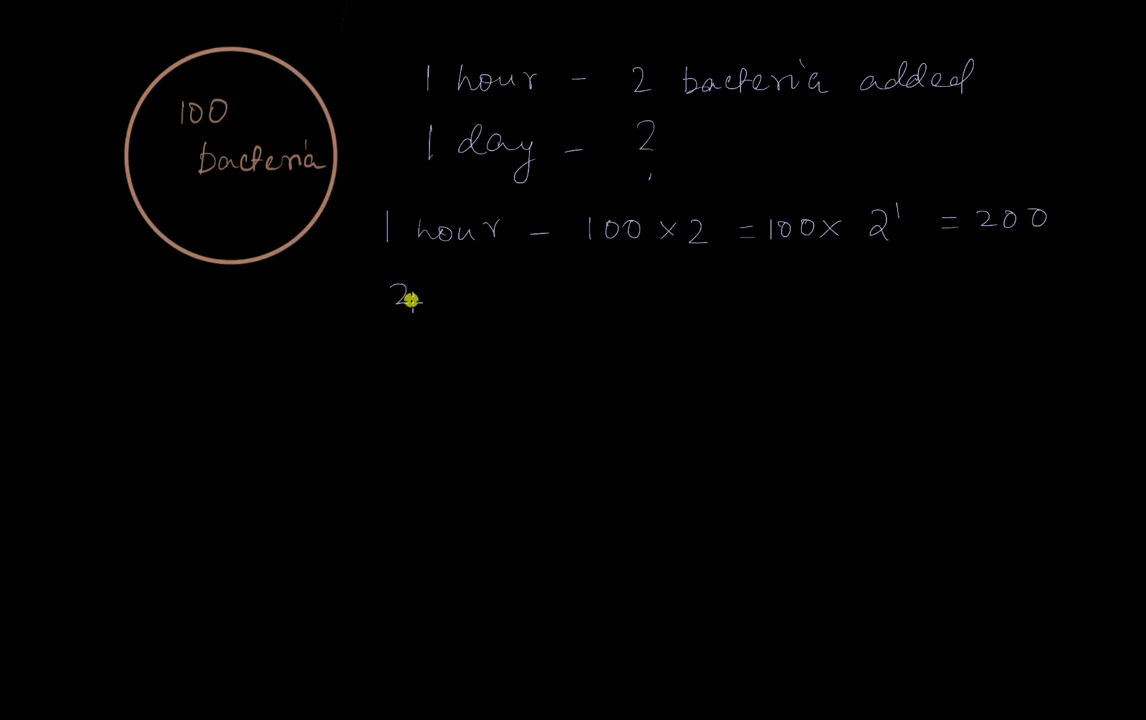 100
bacteria
1 hour - 2 bacteria added
1 day - ?
1 hour - 100 × 2 = 100 × 2¹ = 200
2